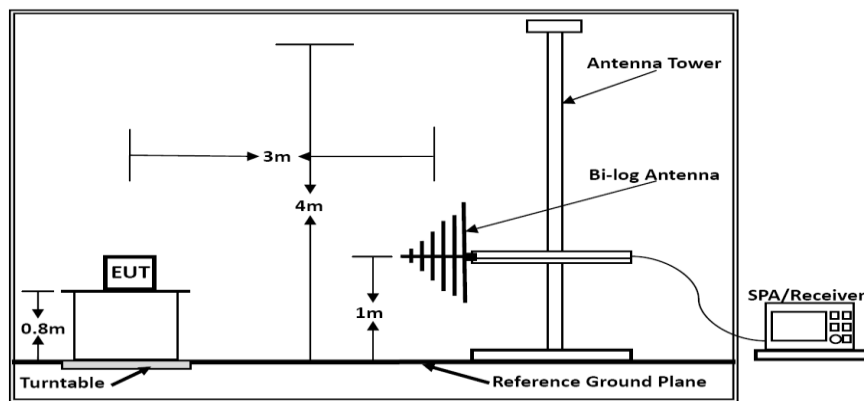 Antenna Tower
3m
Bi-log Antenna
4m
EUT
0.8m
1m
SPA/Receiver
Turntable
Reference Ground Plane